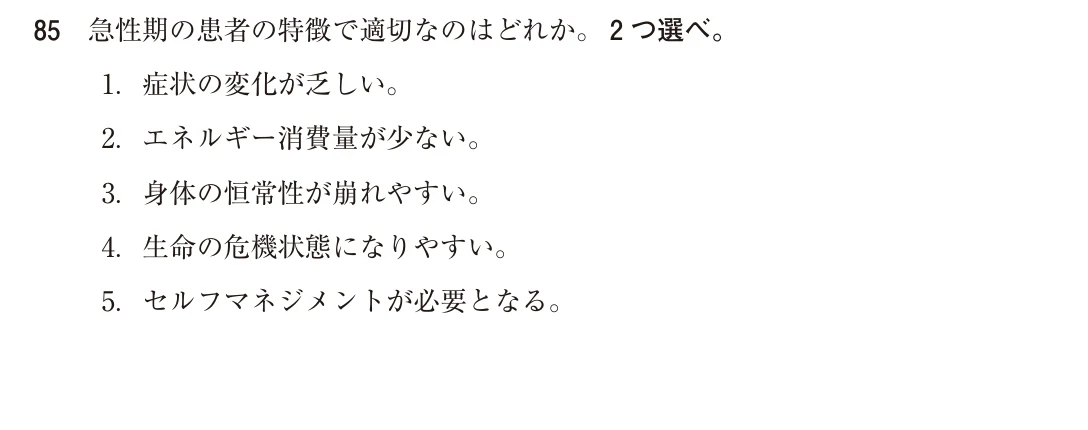 85 急性期の患者の特徴で適切なのはどれか。2つ選べ。
1. 症状の変化が乏しい。
2. エネルギー消費量が少ない。
3. 身体の恒常性が崩れやすい。
4. 生命の危機状態になりやすい。
5. セルフマネジメントが必要となる。